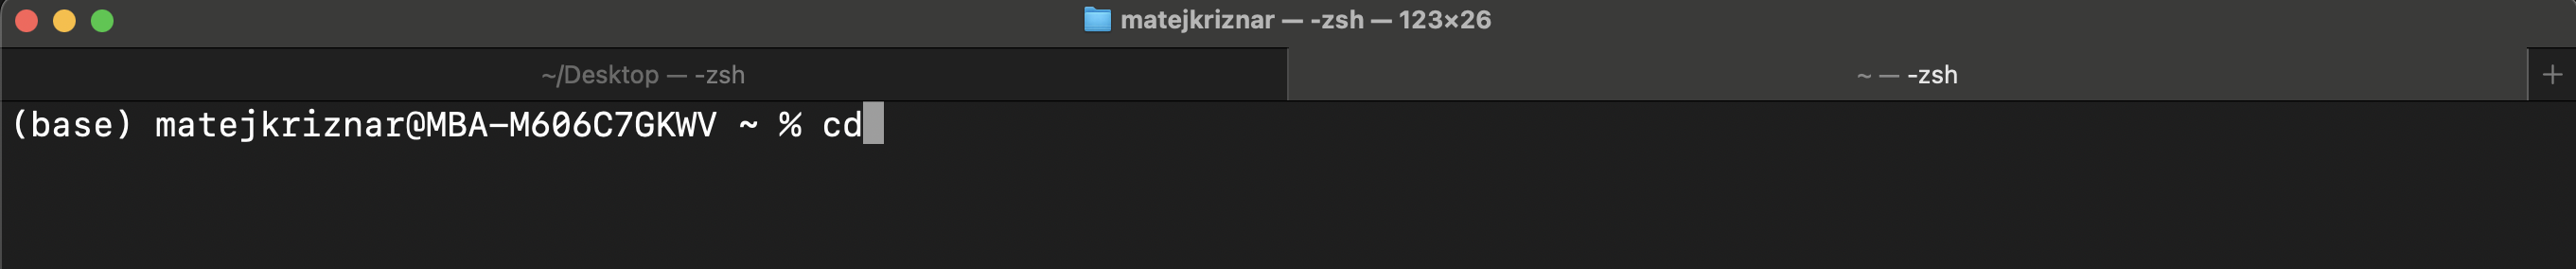 matejkriznar — -zsh — 123×26
~/Desktop — -zsh
~ — -zsh
(base) matejkriznar@MBA-M606C7GKWV ~ % cd